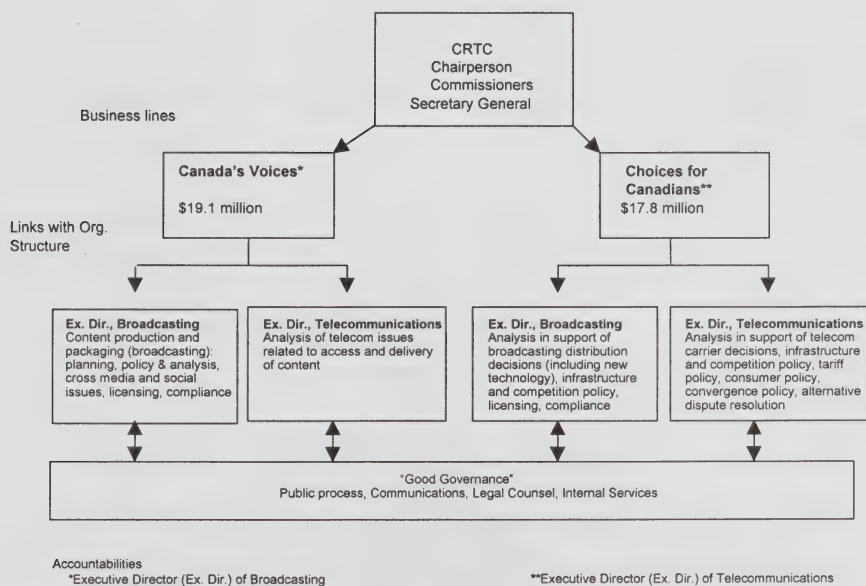 CRTC
Chairperson
Commissioners
Secretary General
Business lines
Canada's Voices*
$19.1 million
Choices for
Canadians**
$17.8 million
Links with Org.
Structure
Ex. Dir., Broadcasting
Content production and
packaging (broadcasting):
planning, policy & analysis,
cross media and social
issues, licensing, compliance
Ex. Dir., Telecommunications
Analysis of telecom issues
related to access and delivery
of content
Ex. Dir., Broadcasting
Analysis in support of
broadcasting distribution
decisions (including new
technology), infrastructure
and competition policy,
licensing, compliance
Ex. Dir., Telecommunications
Analysis in support of telecom
carrier decisions, infrastructure
and competition policy, tariff
policy, consumer policy,
convergence policy, alternative
dispute resolution
"Good Governance"
Public process, Communications, Legal Counsel, Internal Services
Accountabilities
*Executive Director (Ex. Dir.) of Broadcasting
**Executive Director (Ex. Dir.) of Telecommunications